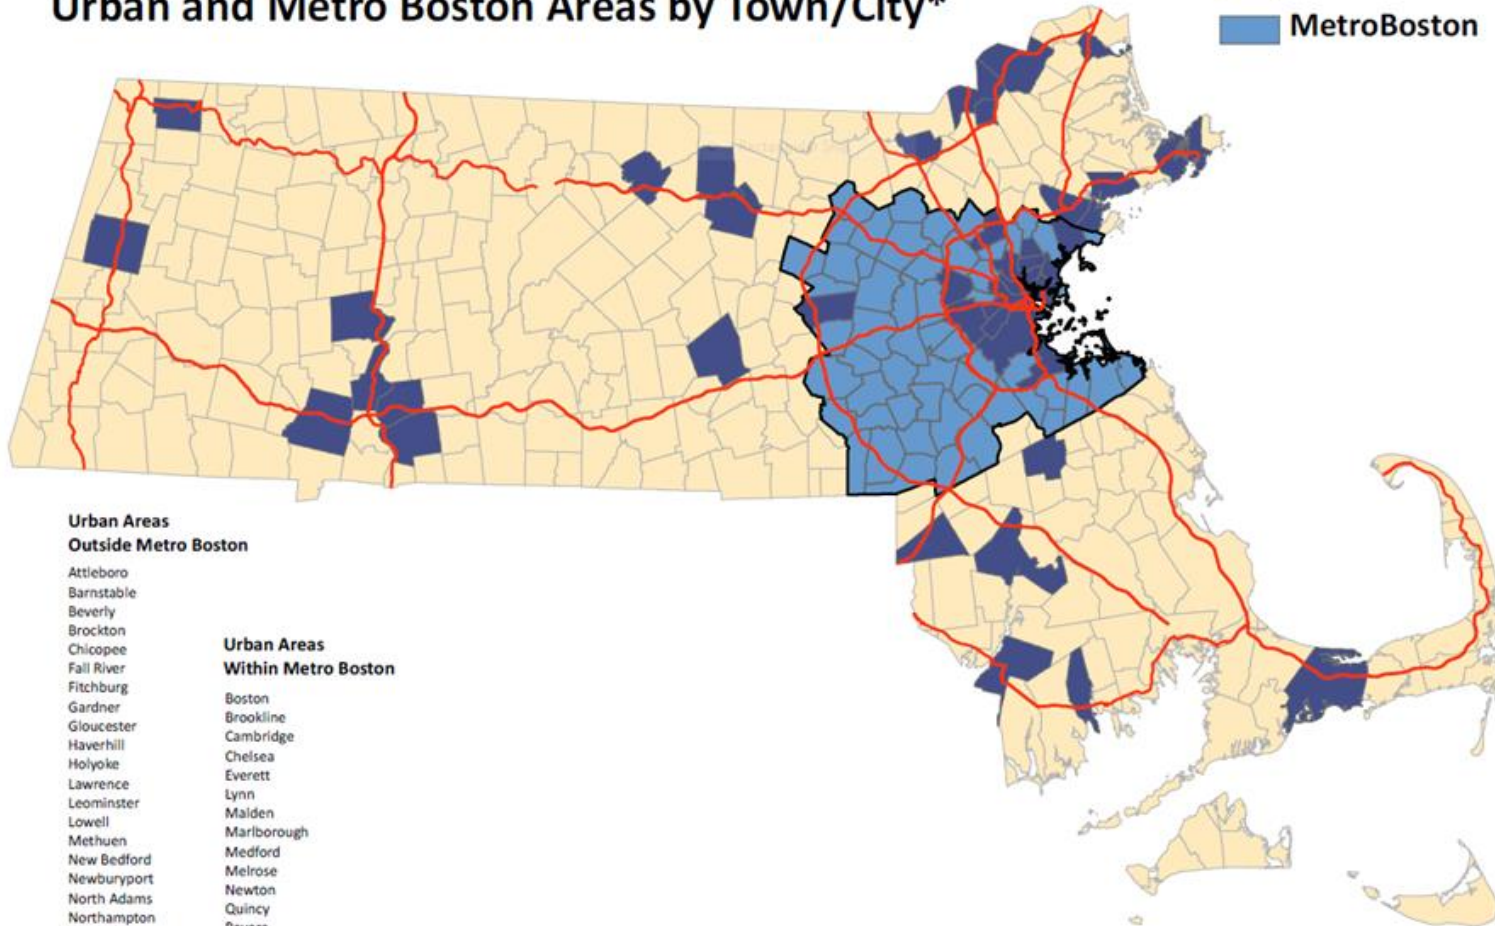 Urban and Metro Boston Areas by Town/City*
MetroBoston
Urban Areas
Outside Metro Boston
Attleboro
Barnstable
Beverly
Brockton
Chicopee
Fall River
Fitchburg
Gardner
Gloucester
Haverhill
Holyoke
Lawrence
Leominster
Lowell
Methuen
New Bedford
Newburyport
North Adams
Northampton
Urban Areas
Within Metro Boston
Boston
Brookline
Cambridge
Chelsea
Everett
Lynn
Malden
Marlborough
Medford
Melrose
Newton
Quincy